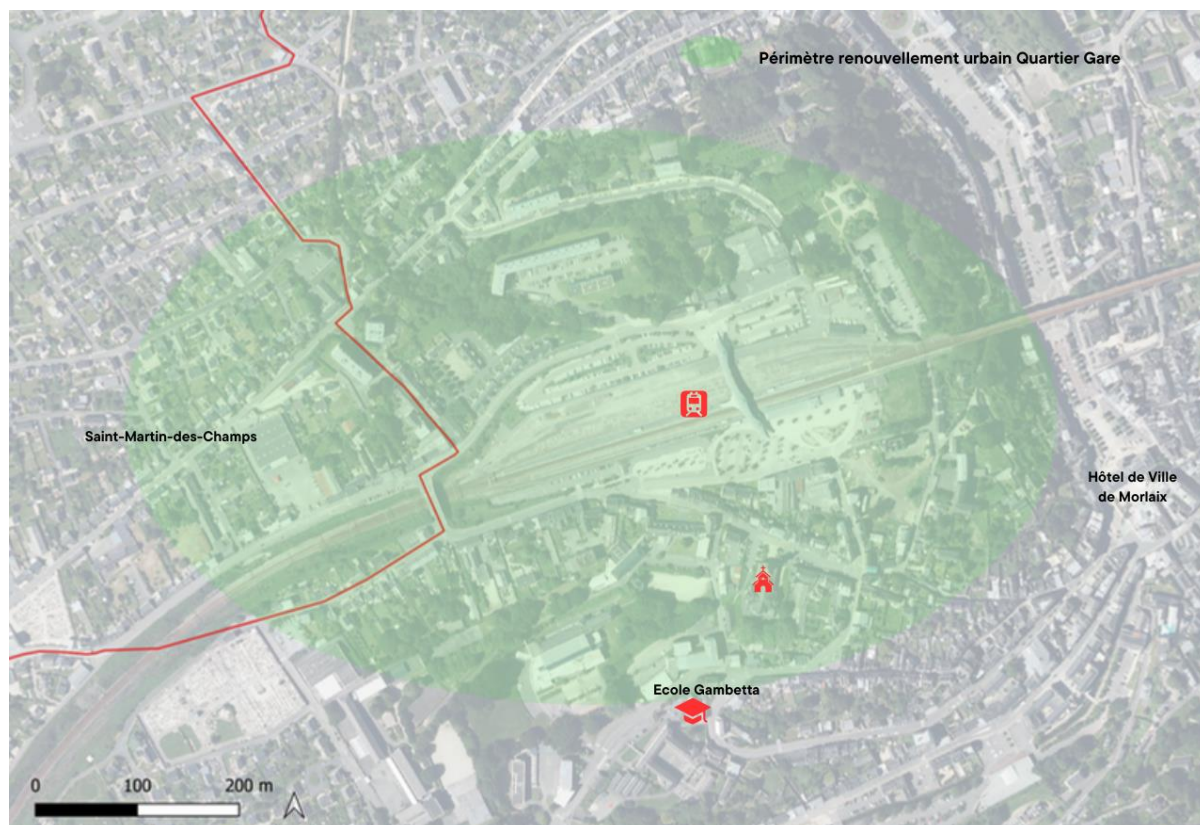 Périmètre renouvellement urbain Quartier Gare
Saint-Martin-des-Champs
Hôtel de Ville
de Morlaix
Ecole Gambetta
0 100 200 m